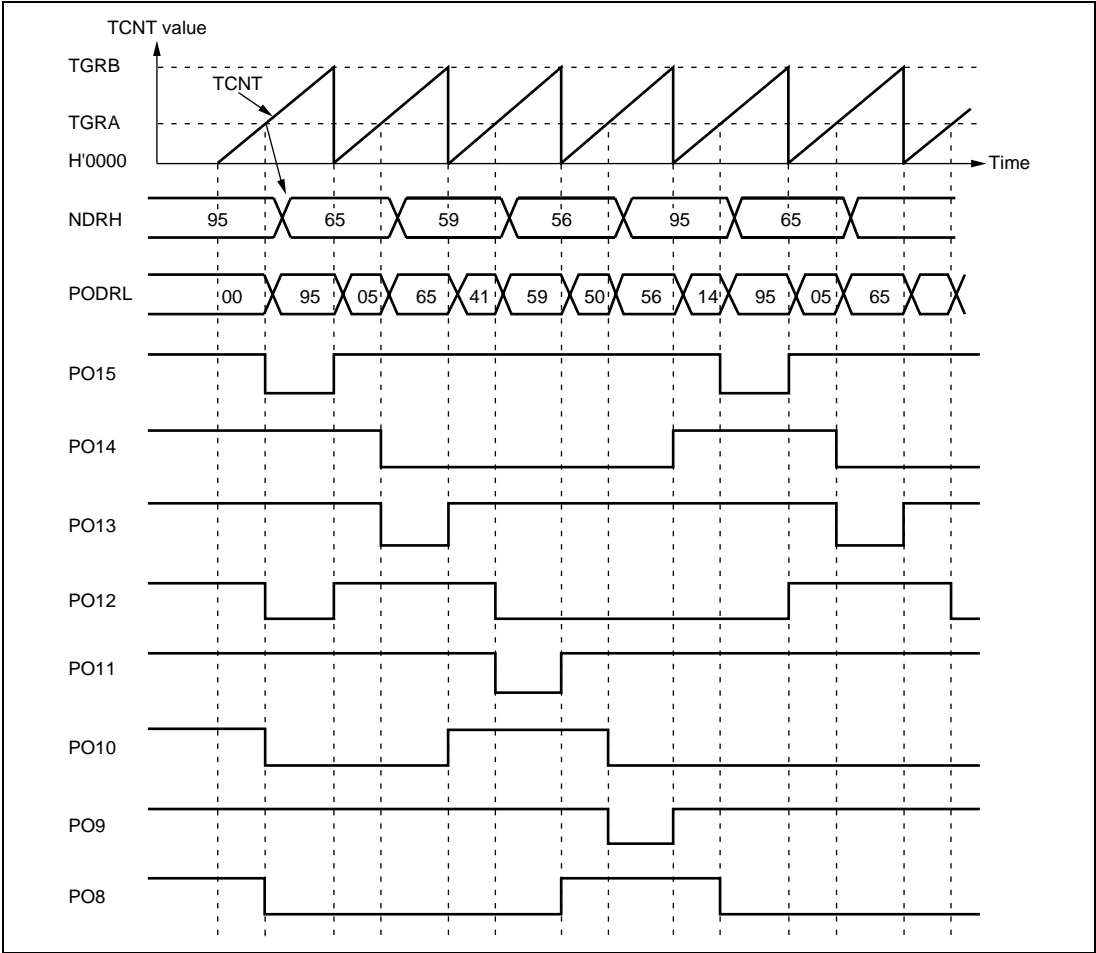 TCNT value
TGRB
TCNT
TGRA
H'0000
Time
NDRH 95 65 59 56 95 65
PODRL 00 95 05 65 41 59 50 56 14 95 05 65
PO15
PO14
PO13
PO12
PO11
PO10
PO9
PO8